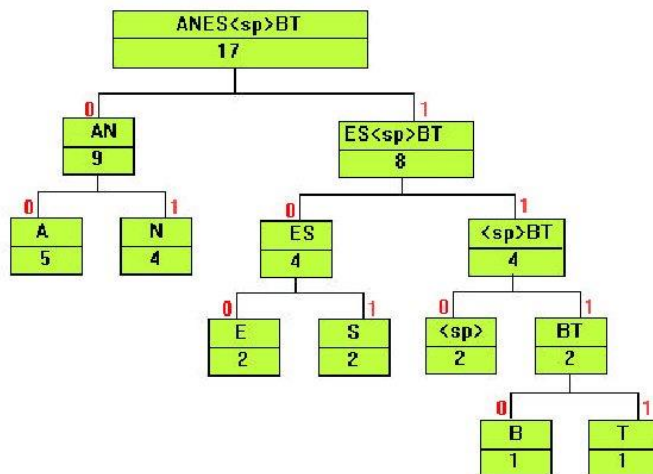 ANES<sp>BT
17
0 1
AN ES<sp>BT
9 8
0 1 0 1
A N ES <sp>BT
5 4 4 4
0 1 0 1
E S <sp> BT
2 2 2 2
0 1
B T
1 1